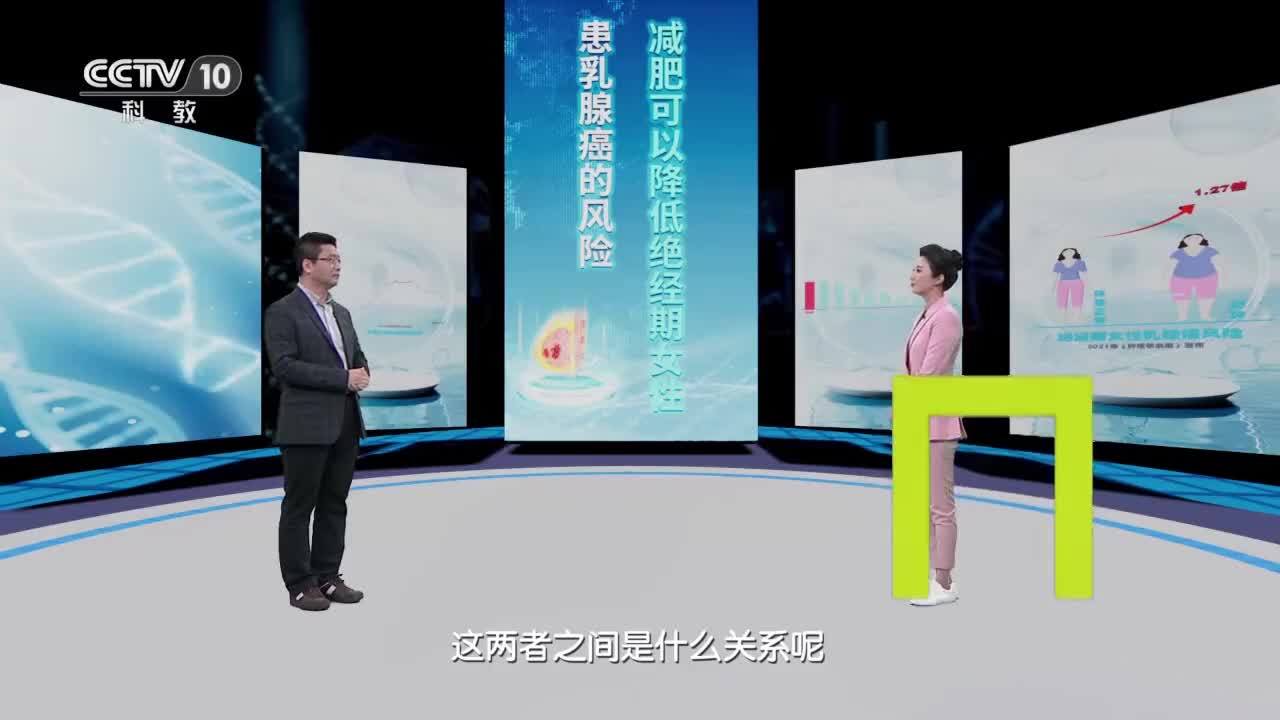 CCTV 10
科教
减肥可以降低绝经期女性
患乳腺癌的风险
1.27倍
这两者之间是什么关系呢